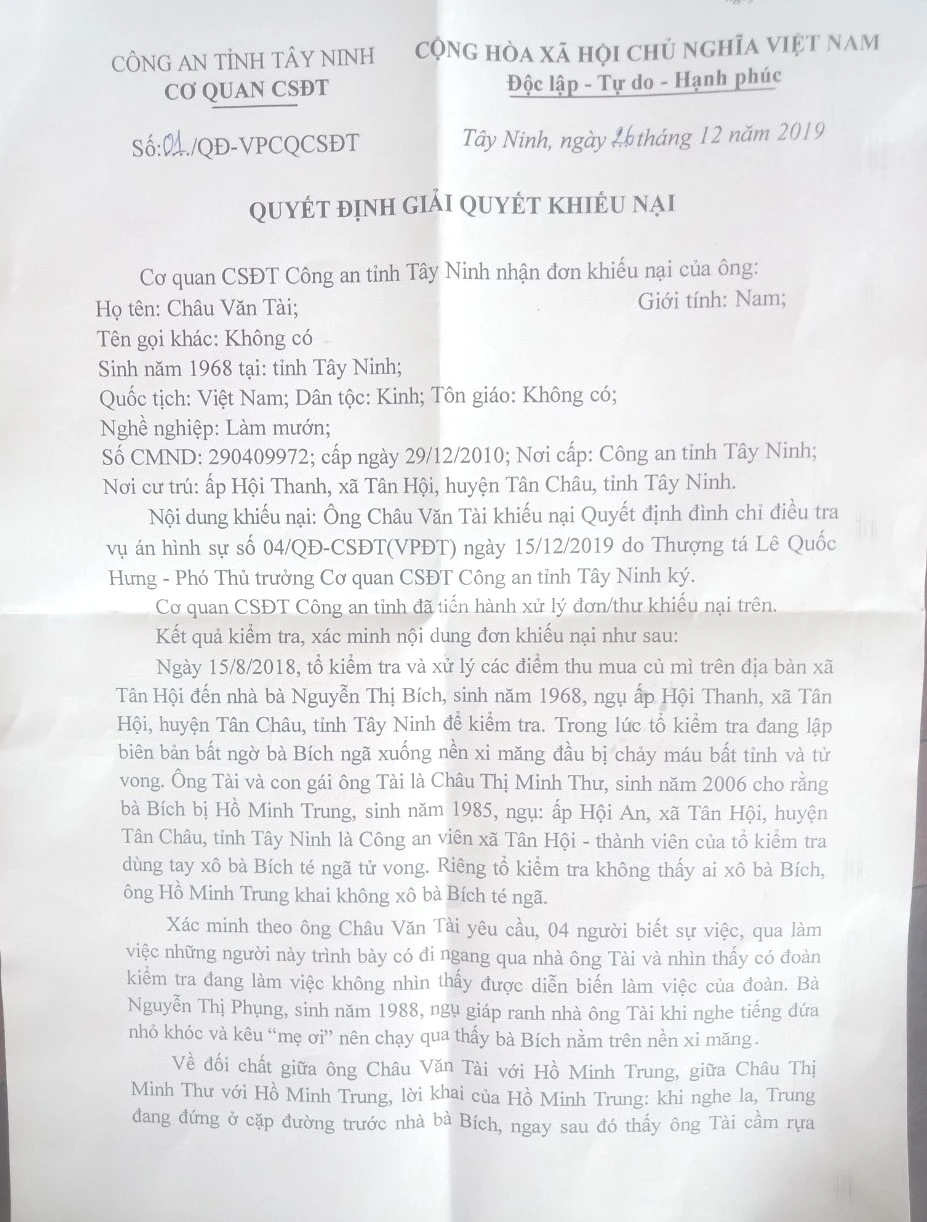 CÔNG AN TỈNH TÂY NINH
CƠ QUAN CSĐT
CỘNG HÒA XÃ HỘI CHỦ NGHĨA VIỆT NAM
Độc lập - Tự do - Hạnh phúc
Số:01./QĐ-VPCQCSĐT
Tây Ninh, ngày 26 tháng 12 năm 2019
QUYẾT ĐỊNH GIẢI QUYẾT KHIẾU NẠI
Cơ quan CSĐT Công an tỉnh Tây Ninh nhận đơn khiếu nại của ông:
Họ tên: Châu Văn Tài; Giới tính: Nam;
Tên gọi khác: Không có
Sinh năm 1968 tại: tỉnh Tây Ninh;
Quốc tịch: Việt Nam; Dân tộc: Kinh; Tôn giáo: Không có;
Nghề nghiệp: Làm mướn;
Số CMND: 290409972; cấp ngày 29/12/2010; Nơi cấp: Công an tỉnh Tây Ninh;
Nơi cư trú: ấp Hội Thanh, xã Tân Hội, huyện Tân Châu, tỉnh Tây Ninh.
Nội dung khiếu nại: Ông Châu Văn Tài khiếu nại Quyết định đình chỉ điều tra
vụ án hình sự số 04/QĐ-CSĐT(VPĐT) ngày 15/12/2019 do Thượng tá Lê Quốc
Hưng - Phó Thủ trưởng Cơ quan CSĐT Công an tỉnh Tây Ninh ký.
Cơ quan CSĐT Công an tỉnh đã tiến hành xử lý đơn/thư khiếu nại trên.
Kết quả kiểm tra, xác minh nội dung đơn khiếu nại như sau:
Ngày 15/8/2018, tổ kiểm tra và xử lý các điểm thu mua củ mì trên địa bàn xã
Tân Hội đến nhà bà Nguyễn Thị Bích, sinh năm 1968, ngụ ấp Hội Thanh, xã Tân
Hội, huyện Tân Châu, tỉnh Tây Ninh để kiểm tra. Trong lúc tổ kiểm tra đang lập
biên bản bất ngờ bà Bích ngã xuống nền xi măng đầu bị chảy máu bất tỉnh và tử
vong. Ông Tài và con gái ông Tài là Châu Thị Minh Thư, sinh năm 2006 cho rằng
bà Bích bị Hồ Minh Trung, sinh năm 1985, ngụ: ấp Hội An, xã Tân Hội, huyện
Tân Châu, tỉnh Tây Ninh là Công an viên xã Tân Hội - thành viên của tổ kiểm tra
dùng tay xô bà Bích té ngã tử vong. Riêng tổ kiểm tra không thấy ai xô bà Bích,
ông Hồ Minh Trung khai không xô bà Bích té ngã.
Xác minh theo ông Châu Văn Tài yêu cầu, 04 người biết sự việc, qua làm
việc những người này trình bày có đi ngang qua nhà ông Tài và nhìn thấy có đoàn
kiểm tra đang làm việc không nhìn thấy được diễn biến làm việc của đoàn. Bà
Nguyễn Thị Phụng, sinh năm 1988, ngụ giáp ranh nhà ông Tài khi nghe tiếng đứa
nhỏ khóc và kêu “mẹ ơi” nên chạy qua thấy bà Bích nằm trên nền xi măng.
Về đối chất giữa ông Châu Văn Tài với Hồ Minh Trung, giữa Châu Thị
Minh Thư với Hồ Minh Trung, lời khai của Hồ Minh Trung: khi nghe la, Trung
đang đứng ở cặp đường trước nhà bà Bích, ngay sau đó thấy ông Tài cầm rựa